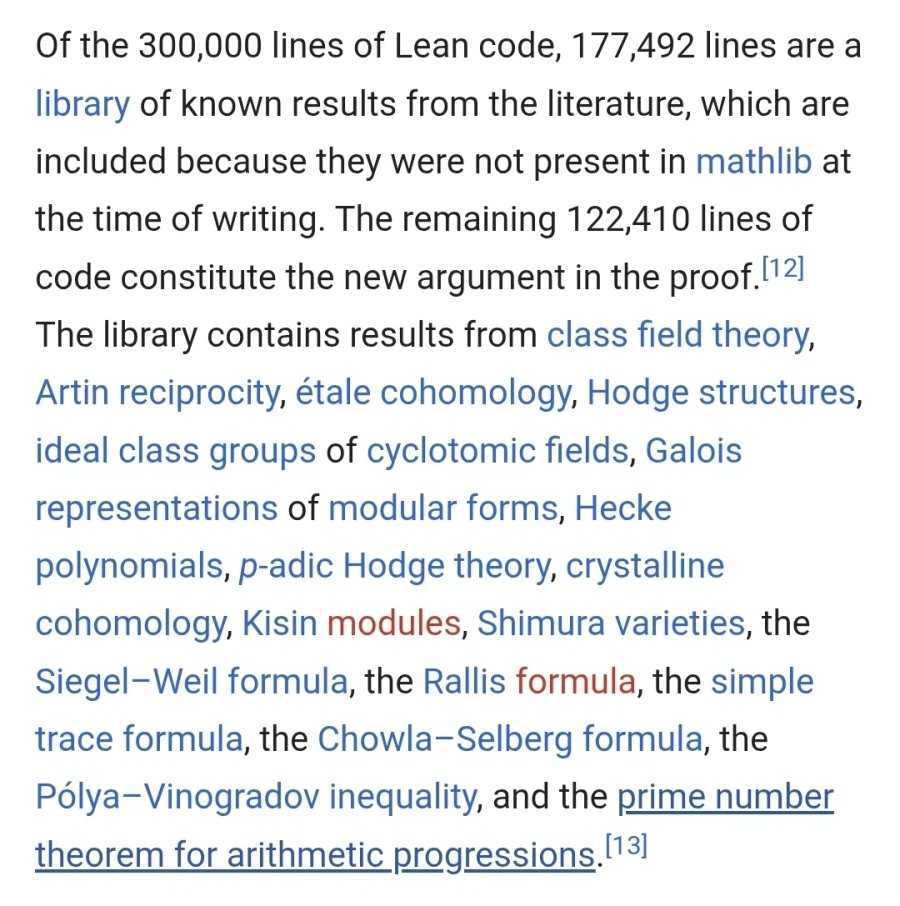 Of the 300,000 lines of Lean code, 177,492 lines are a
library of known results from the literature, which are
included because they were not present in mathlib at
the time of writing. The remaining 122,410 lines of
code constitute the new argument in the proof.[12]
The library contains results from class field theory,
Artin reciprocity, étale cohomology, Hodge structures,
ideal class groups of cyclotomic fields, Galois
representations of modular forms, Hecke
polynomials, p-adic Hodge theory, crystalline
cohomology, Kisin modules, Shimura varieties, the
Siegel–Weil formula, the Rallis formula, the simple
trace formula, the Chowla–Selberg formula, the
Pólya–Vinogradov inequality, and the prime number
theorem for arithmetic progressions.[13]